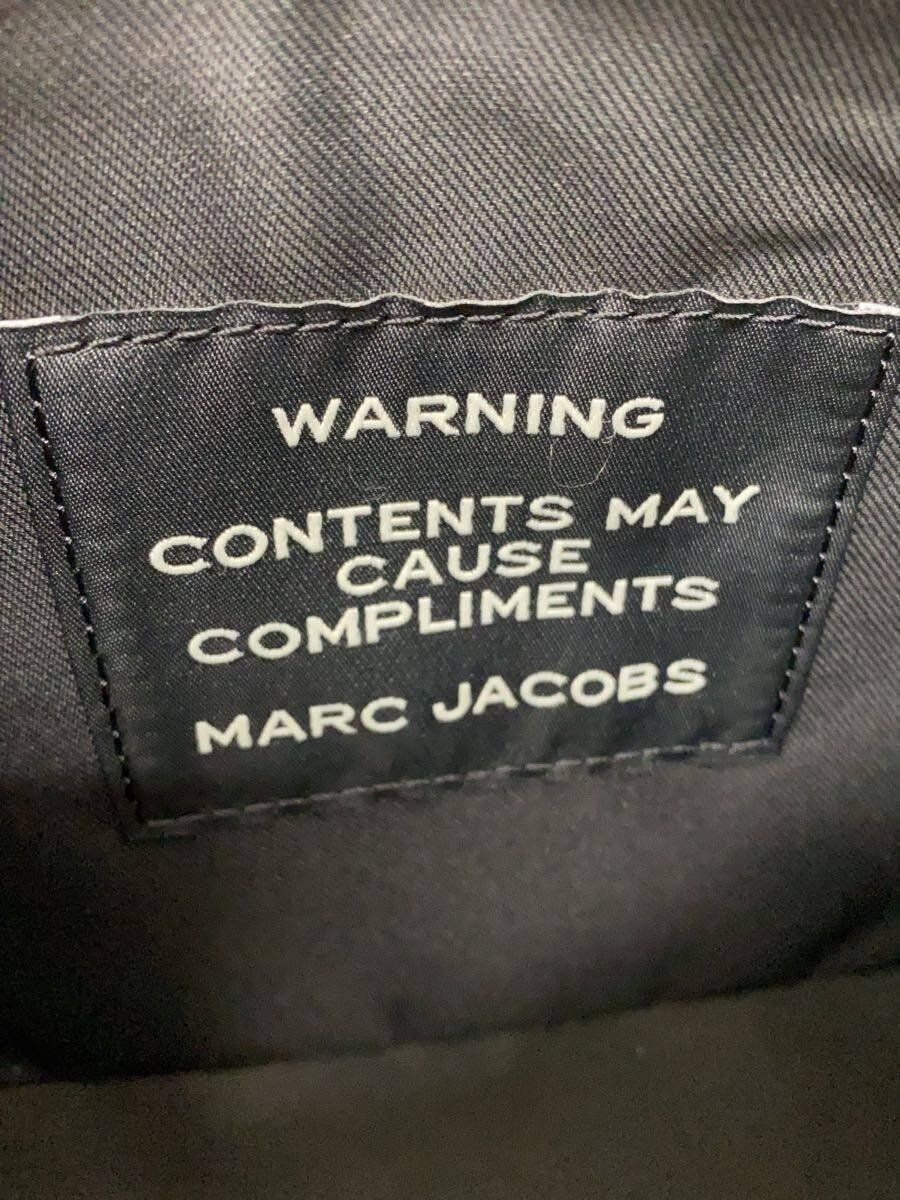 WARNING
CONTENTS MAY
CAUSE
COMPLIMENTS
MARC JACOBS